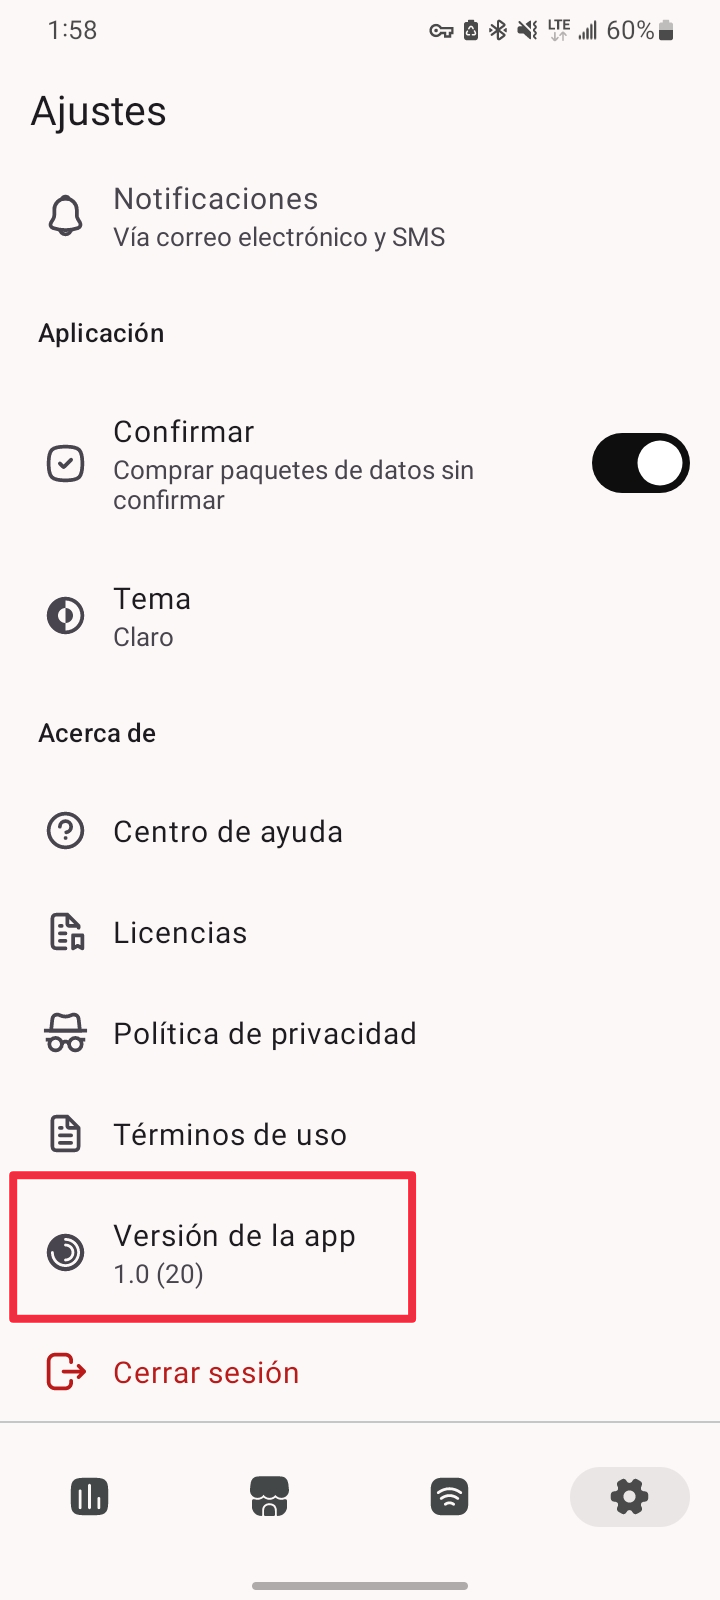 1:58
LTE
60%
Ajustes
Notificaciones
Vía correo electrónico y SMS
Aplicación
Confirmar
Comprar paquetes de datos sin
confirmar
Tema
Claro
Acerca de
Centro de ayuda
Licencias
Política de privacidad
Términos de uso
Versión de la app
1.0 (20)
Cerrar sesión